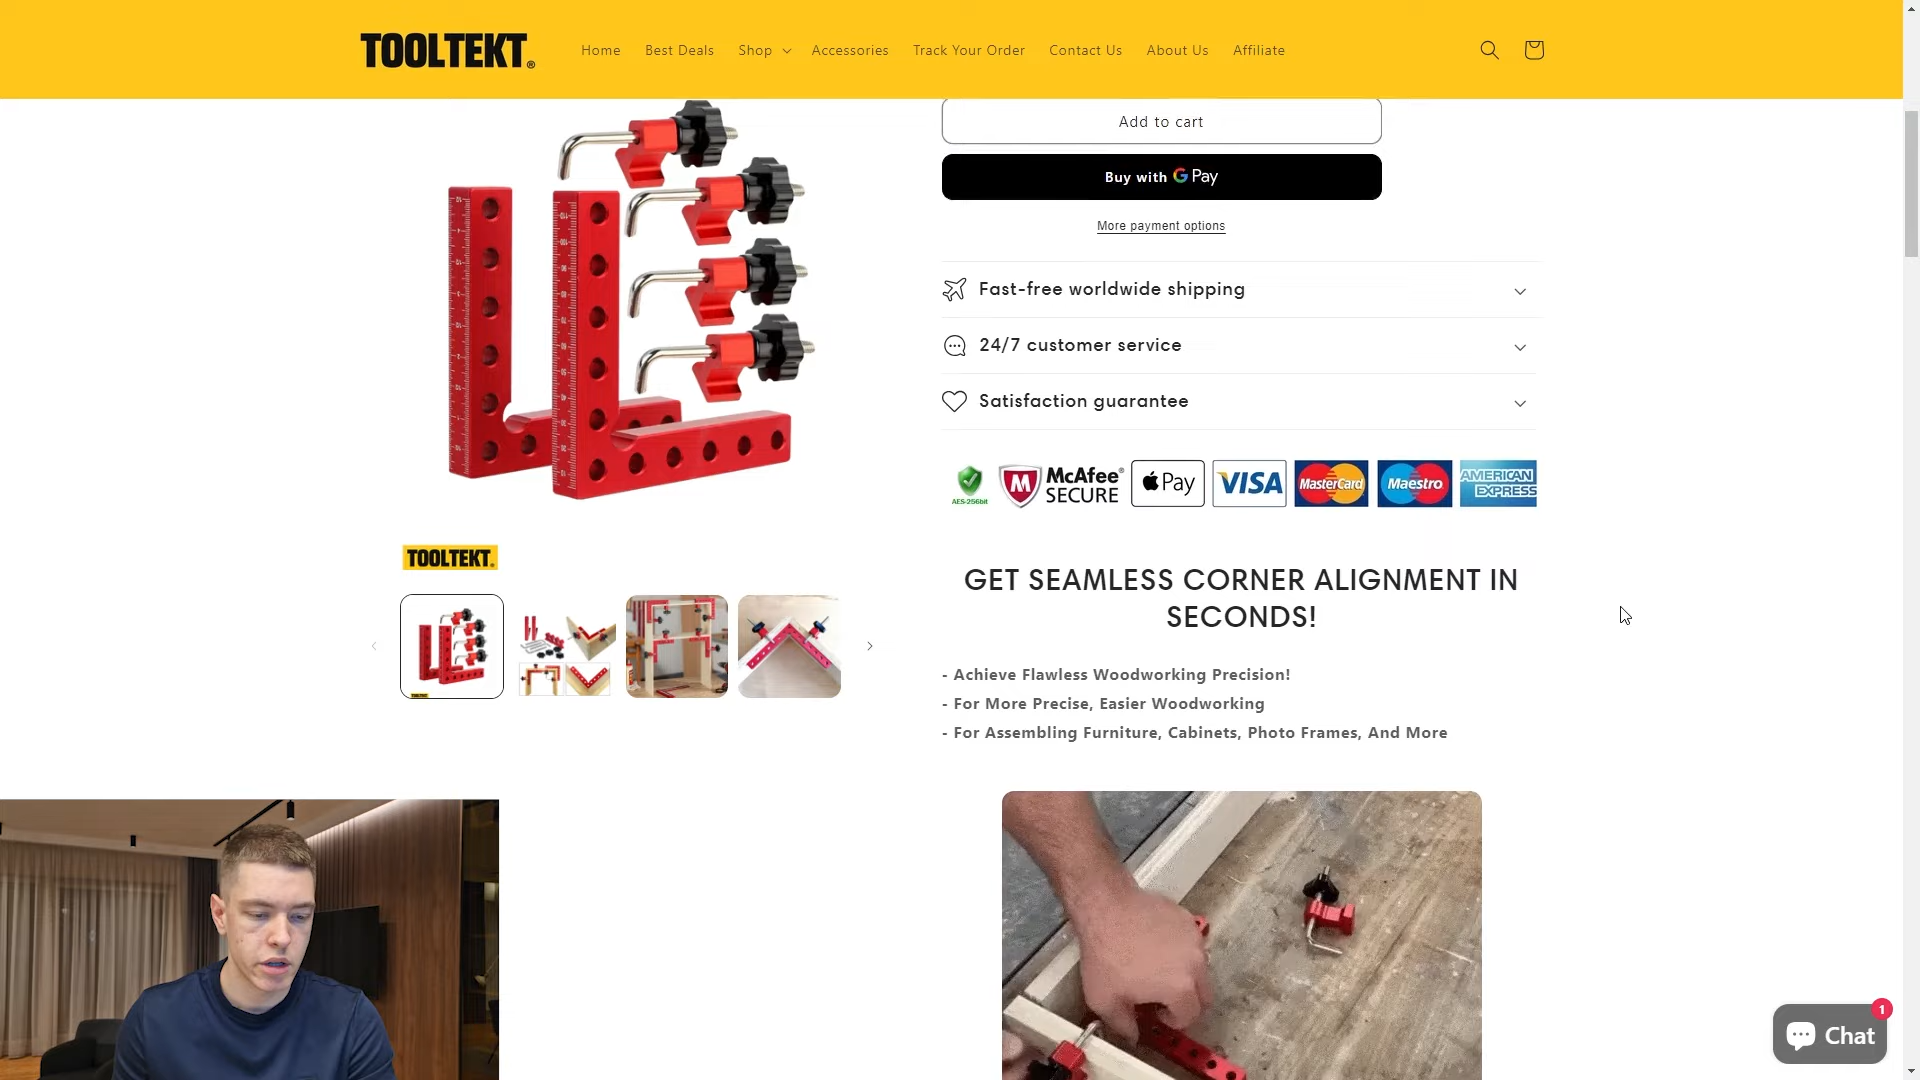 TOOLTEKT®
Home
Best Deals
Shop
Accessories
Track Your Order
Contact Us
About Us
Affiliate
Add to cart
Buy with G Pay
More payment options
Fast-free worldwide shipping
24/7 customer service
Satisfaction guarantee
AES-256bit
McAfee®
SECURE
Pay
VISA
MasterCard
Maestro
AMERICAN
EXPRESS
TOOLTEKT®
GET SEAMLESS CORNER ALIGNMENT IN
SECONDS!
- Achieve Flawless Woodworking Precision!
- For More Precise, Easier Woodworking
- For Assembling Furniture, Cabinets, Photo Frames, And More
1
Chat